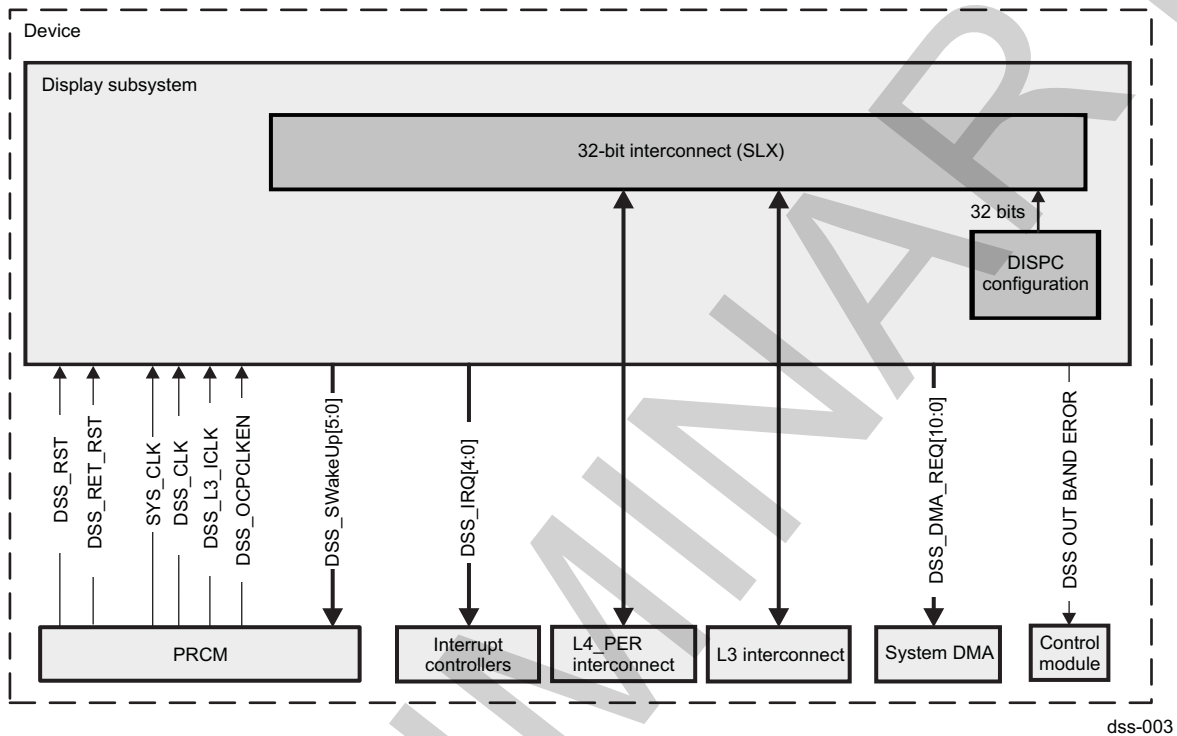 Device
Display subsystem
32-bit interconnect (SLX)
32 bits
DISPC
configuration
DSS_RST
DSS_RET_RST
SYS_CLK
DSS_CLK
DSS_L3_ICLK
DSS_OCPCLKEN
DSS_SWakeUp[5:0]
DSS_IRQ[4:0]
DSS_DMA_REQ[10:0]
DSS OUT BAND EROR
PRCM
Interrupt
controllers
L4_PER
interconnect
L3 interconnect
System DMA
Control
module
dss-003